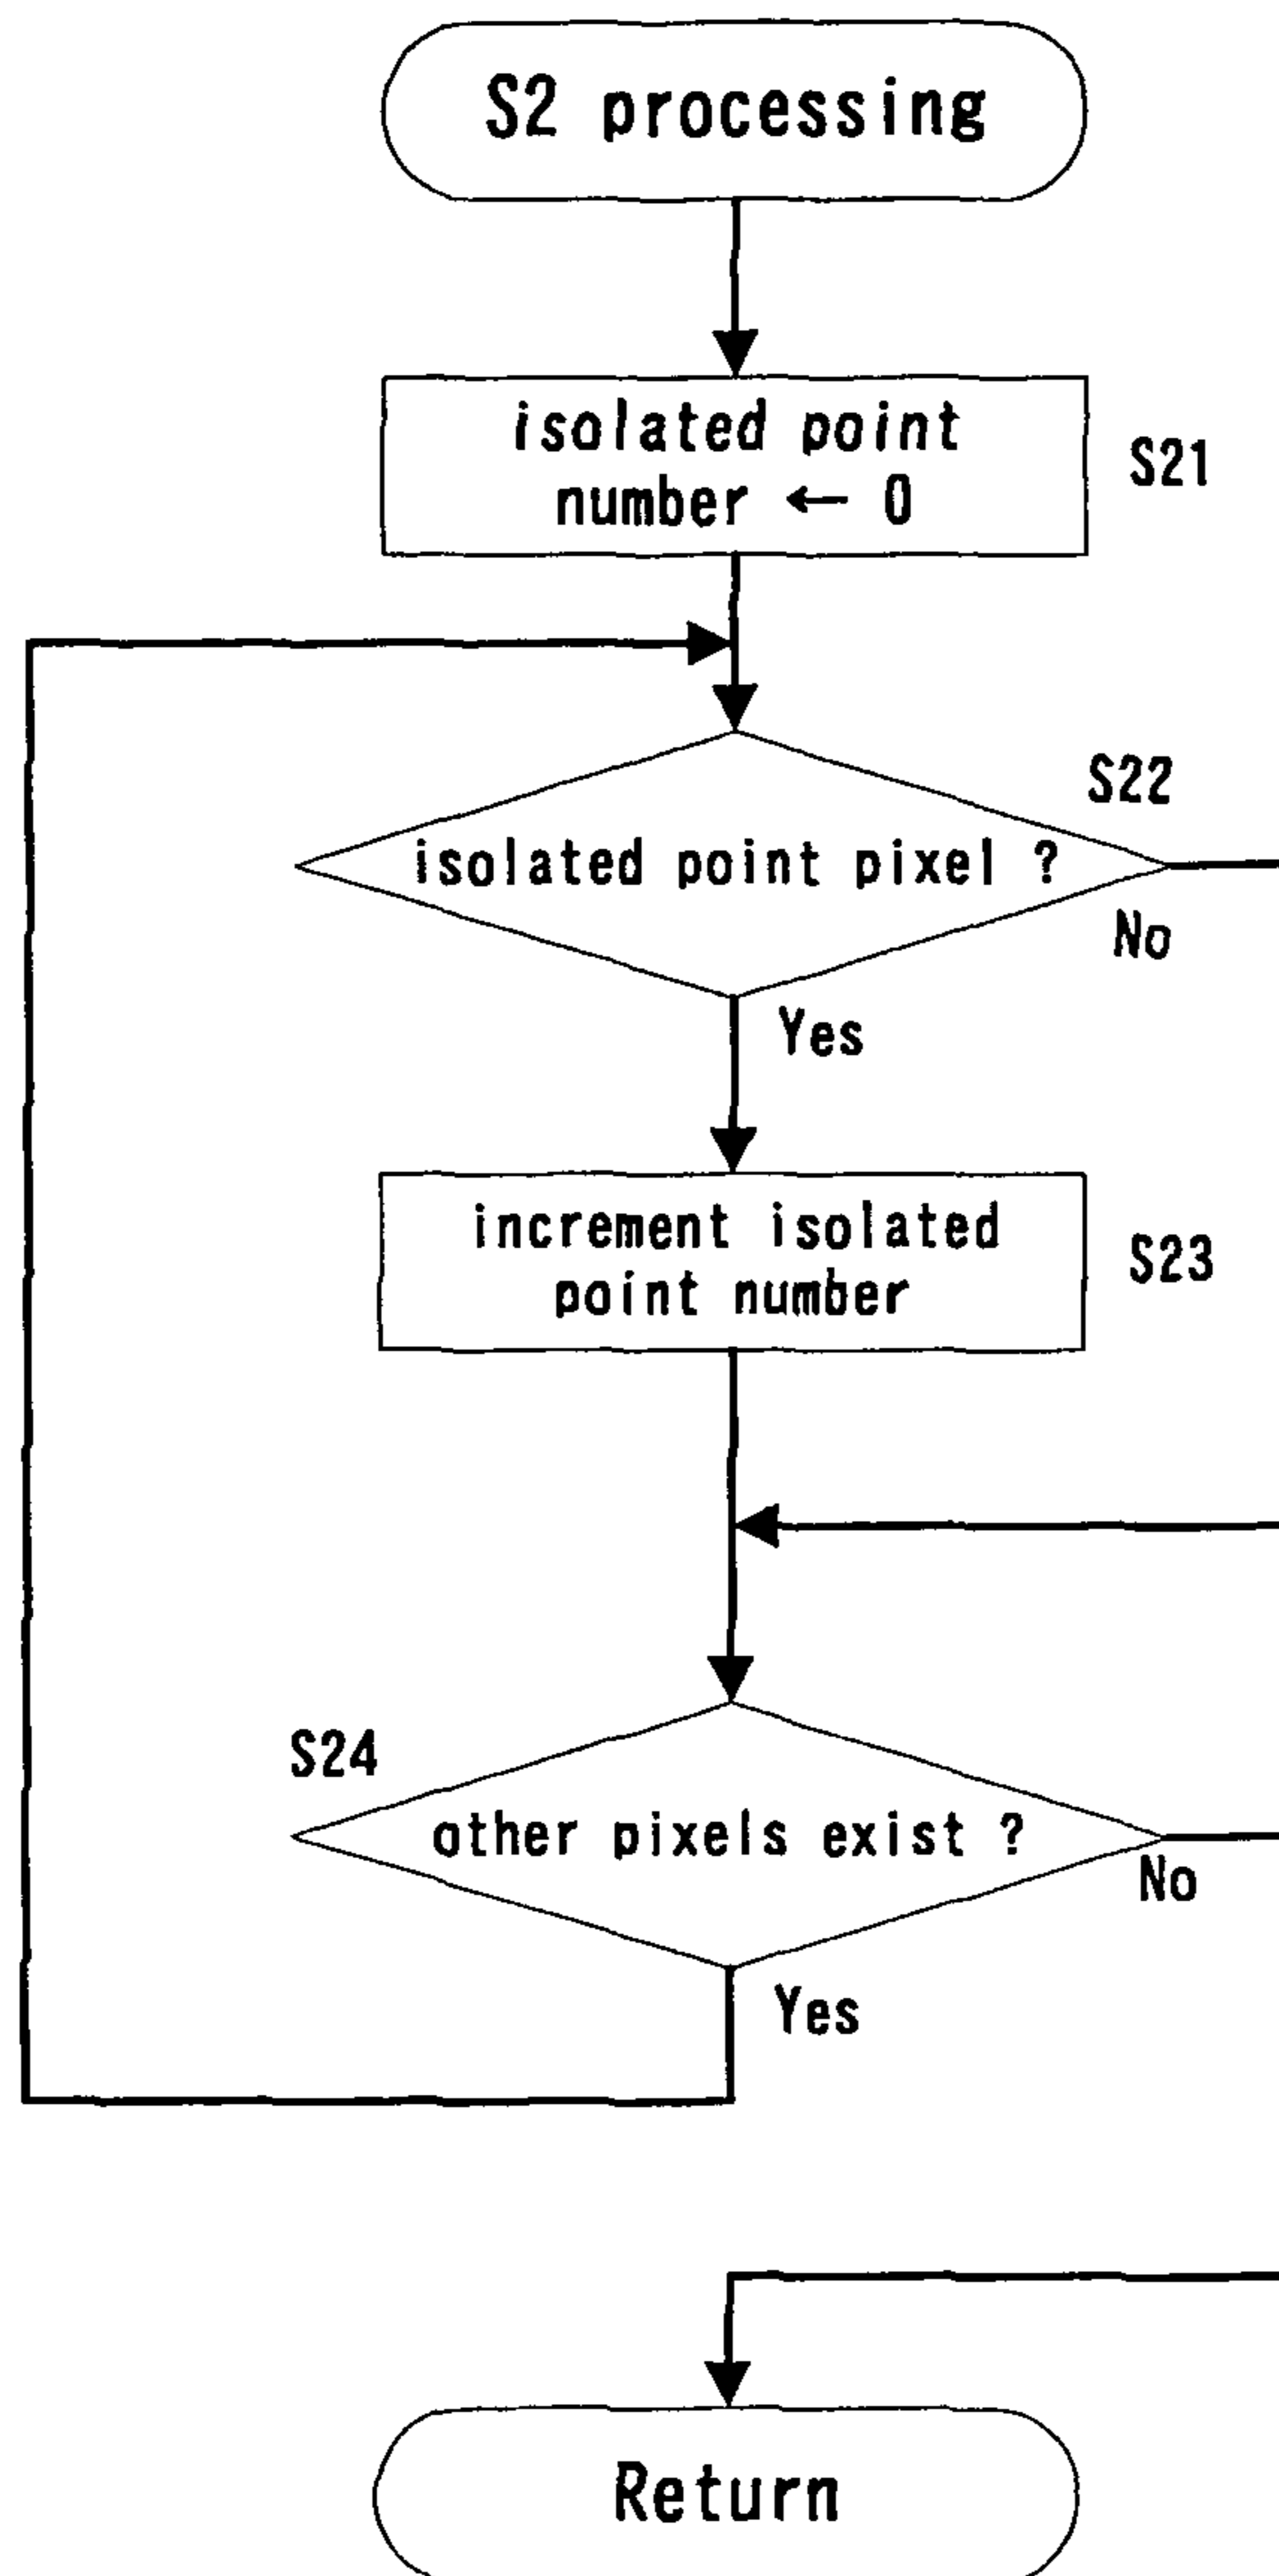 S2 processing
isolated point
number ← 0
S21
S22
isolated point pixel ?
No
Yes
increment isolated
point number
S23
S24
other pixels exist ?
No
Yes
Return